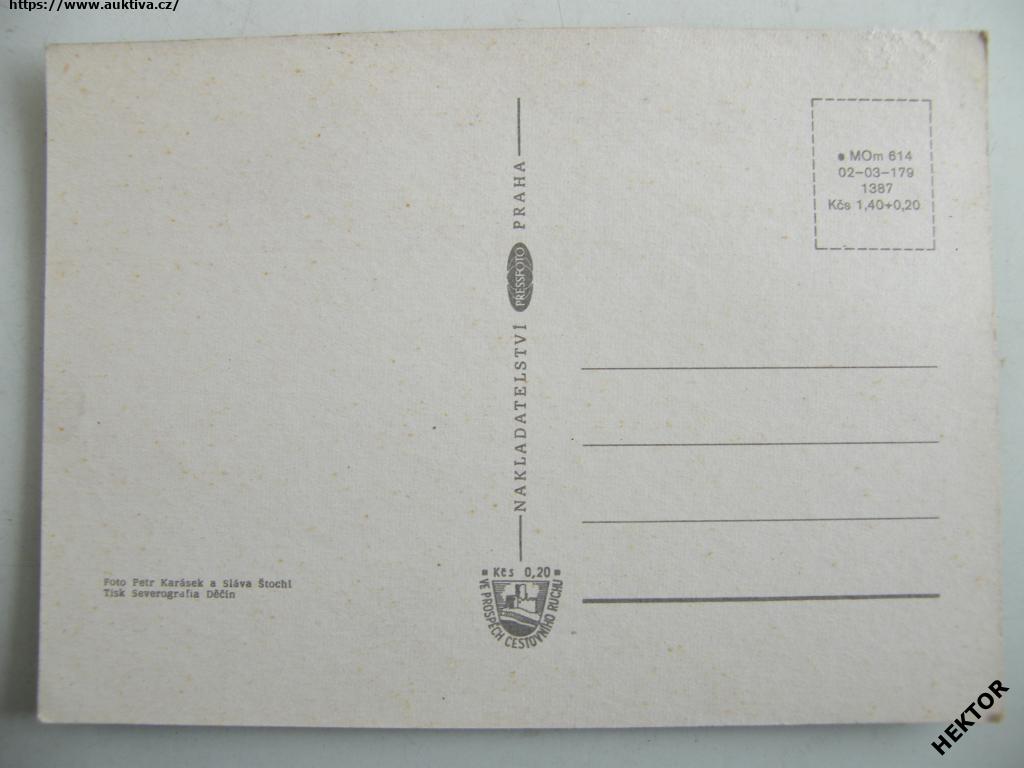 https://www.auktiva.cz/
● MOm 614
02-03-179
1387
Kčs 1,40+0,20
NAKLADATELSTVÍ PRESSFOTO PRAHA
Foto Petr Karásek a Sláva Štochl
Tisk Severografia Děčín
Kčs 0,20
VE PROSPĚCH CESTOVNÍHO RUCHU
HEKTOR